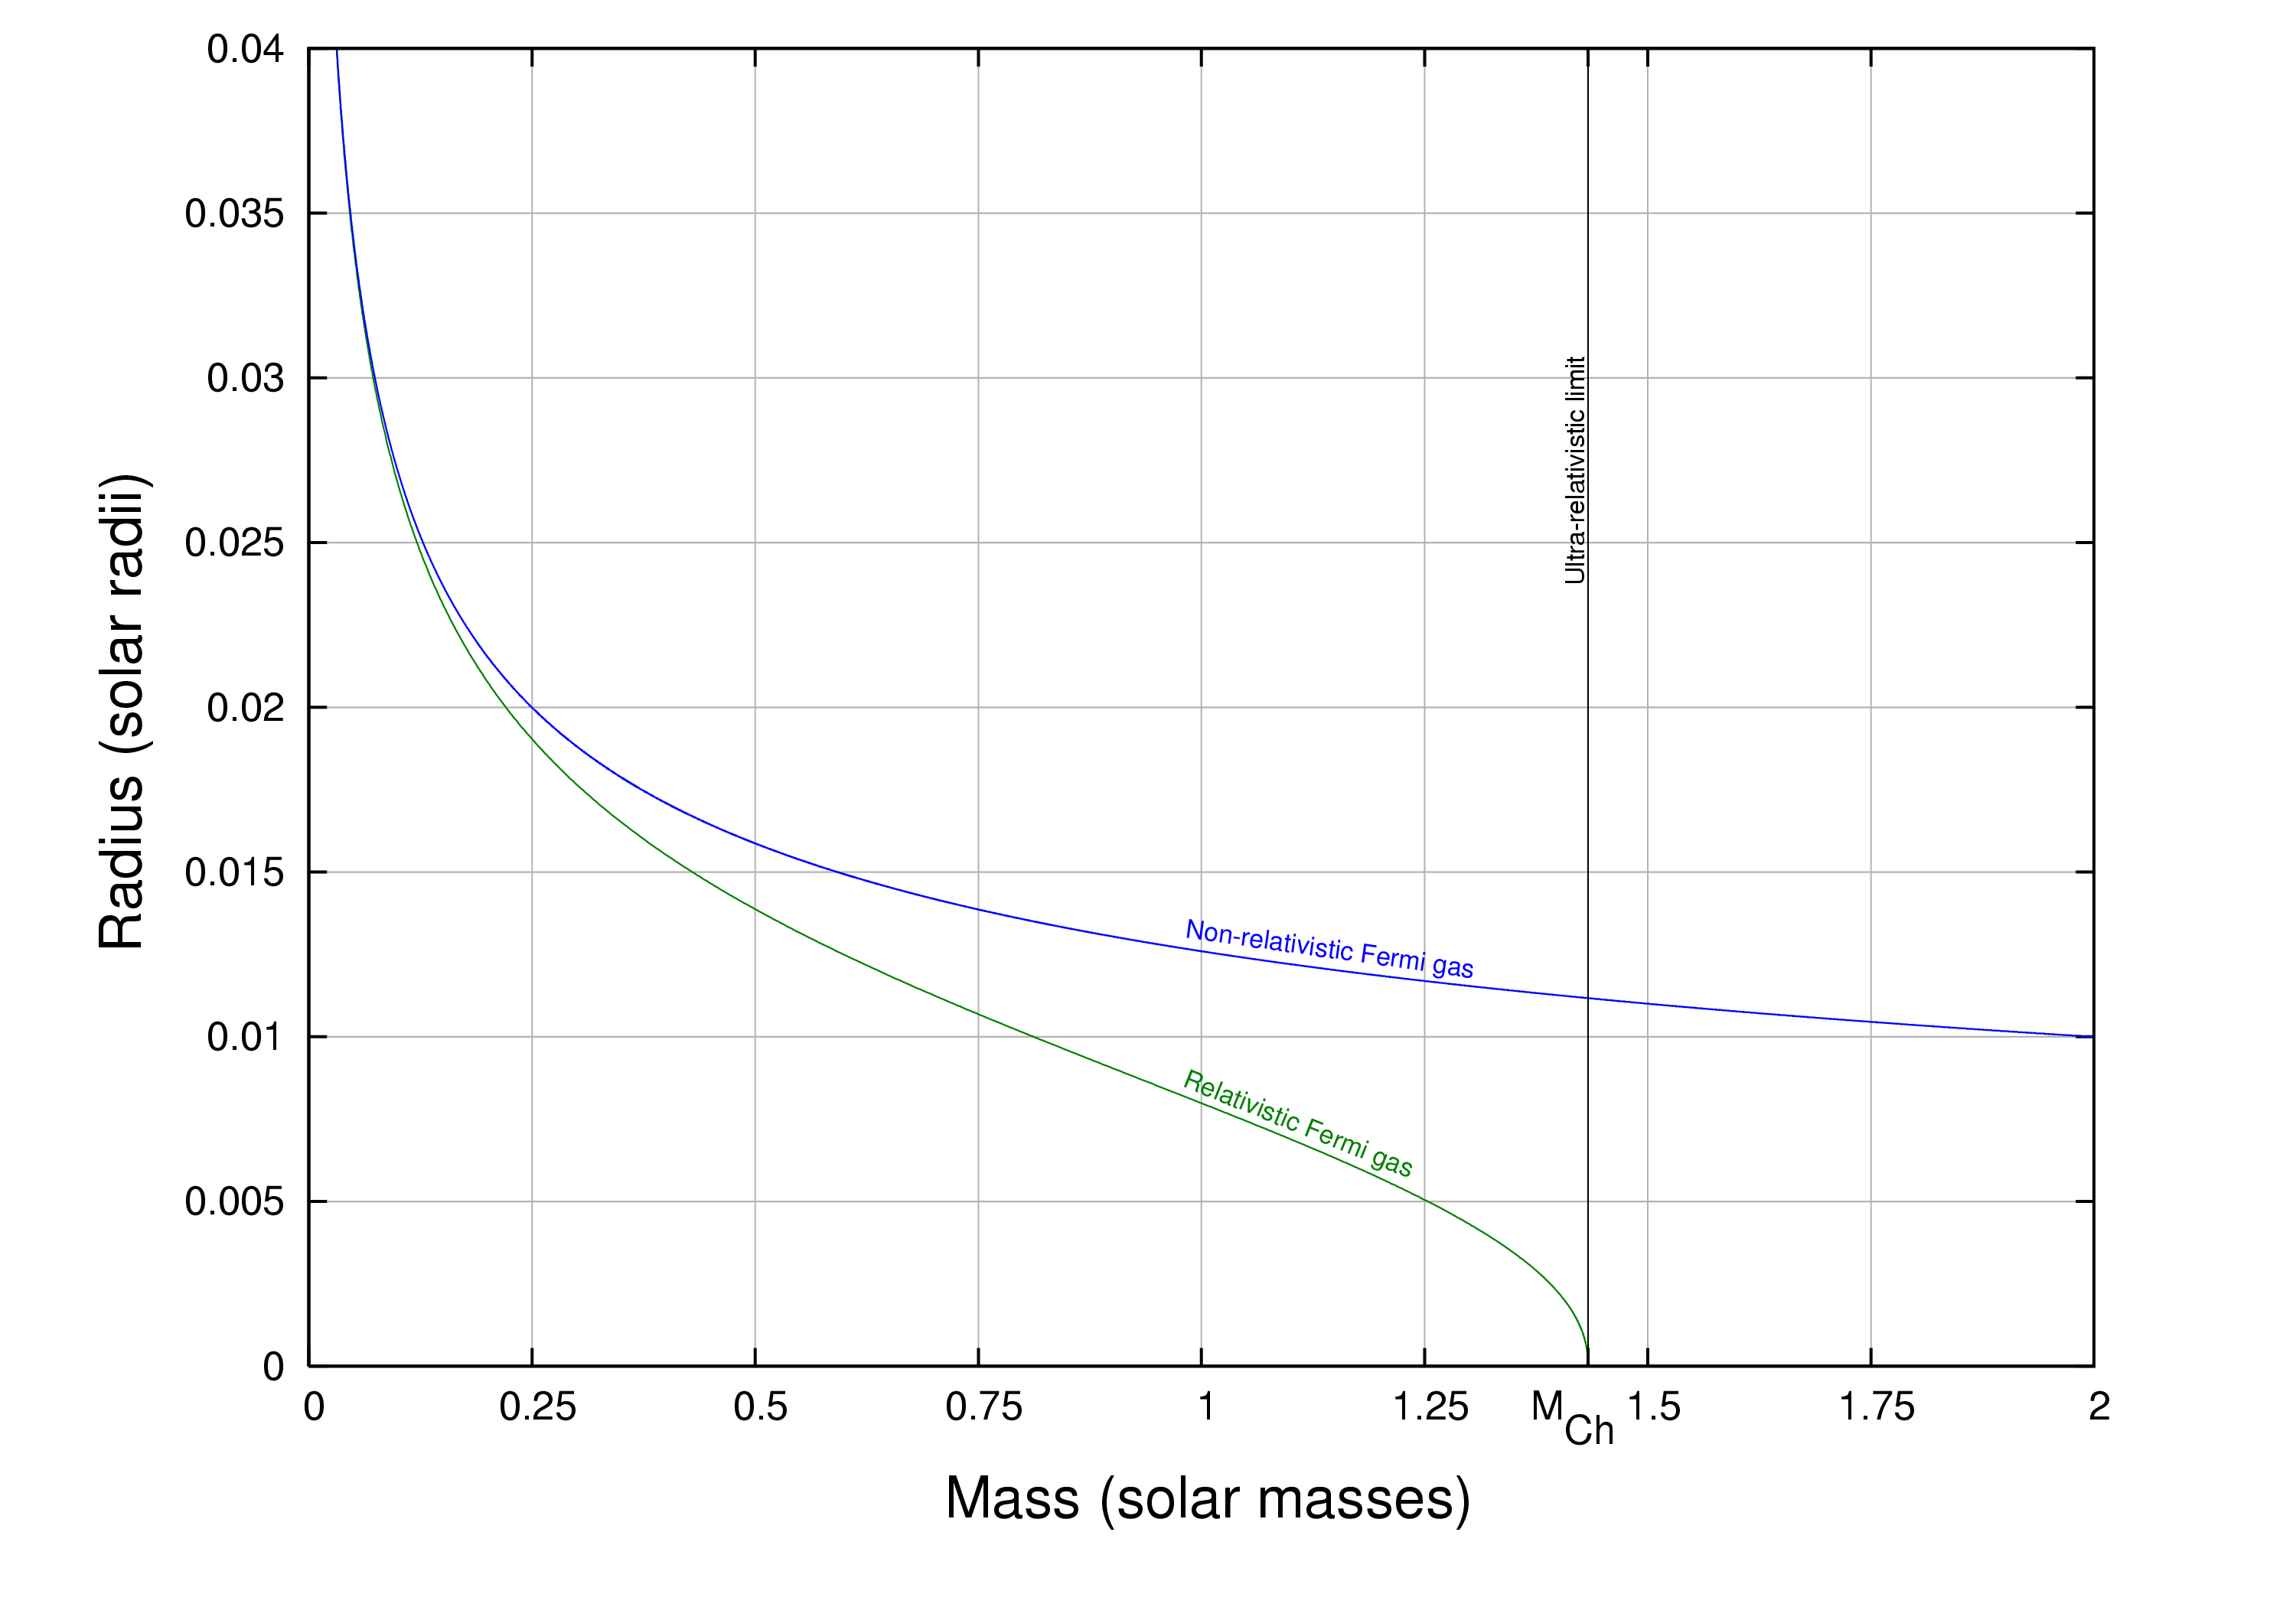 0.04
0.035
0.03
0.025
0.02
0.015
0.01
0.005
0
Radius (solar radii)
Ultra-relativistic limit
Non-relativistic Fermi gas
Relativistic Fermi gas
0 0.25 0.5 0.75 1 1.25 M_Ch 1.5 1.75 2
Mass (solar masses)